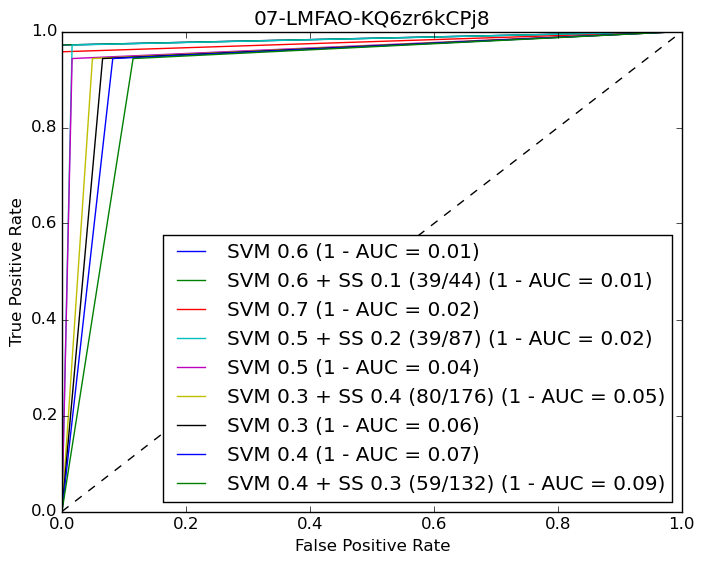 07-LMFAO-KQ6zr6kCPj8
1.0
0.8
0.6
0.4
0.2
0.0
True Positive Rate
SVM 0.6 (1 - AUC = 0.01)
SVM 0.6 + SS 0.1 (39/44) (1 - AUC = 0.01)
SVM 0.7 (1 - AUC = 0.02)
SVM 0.5 + SS 0.2 (39/87) (1 - AUC = 0.02)
SVM 0.5 (1 - AUC = 0.04)
SVM 0.3 + SS 0.4 (80/176) (1 - AUC = 0.05)
SVM 0.3 (1 - AUC = 0.06)
SVM 0.4 (1 - AUC = 0.07)
SVM 0.4 + SS 0.3 (59/132) (1 - AUC = 0.09)
0.0 0.2 0.4 0.6 0.8 1.0
False Positive Rate